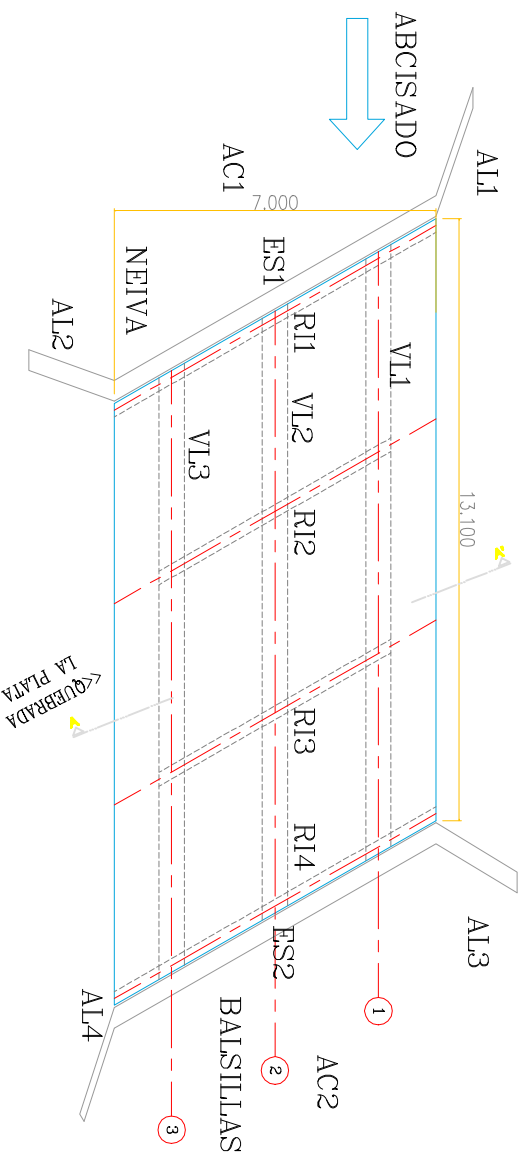 ABCISADO
AL1
AC1
7.000
ES1
NEIVA
AL2
RI1
VL1
VL2
VL3
13,100
RI2
QUEBRADA
LA PLATA
RI3
RI4
AL3
ES2
AL4
BALSILLAS
AC2
1
2
3